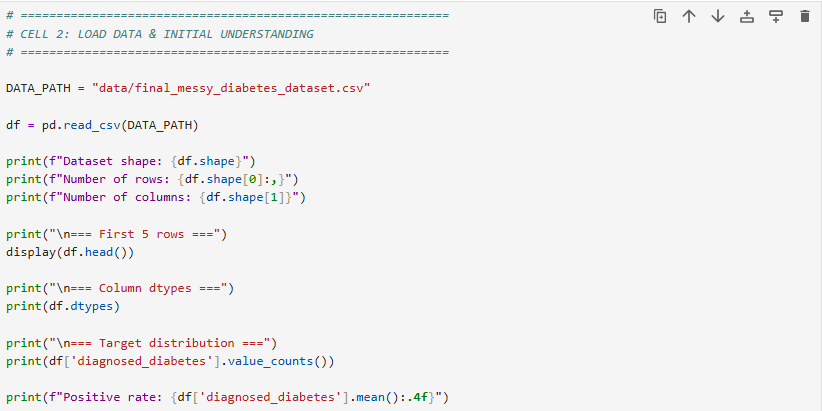 # ============================================================
# CELL 2: LOAD DATA & INITIAL UNDERSTANDING
# ============================================================
DATA_PATH = "data/final_messy_diabetes_dataset.csv"
df = pd.read_csv(DATA_PATH)
print(f"Dataset shape: {df.shape}")
print(f"Number of rows: {df.shape[0]:,}")
print(f"Number of columns: {df.shape[1]}")
print("\n=== First 5 rows ===")
display(df.head())
print("\n=== Column dtypes ===")
print(df.dtypes)
print("\n=== Target distribution ===")
print(df['diagnosed_diabetes'].value_counts())
print(f"Positive rate: {df['diagnosed_diabetes'].mean():.4f}")